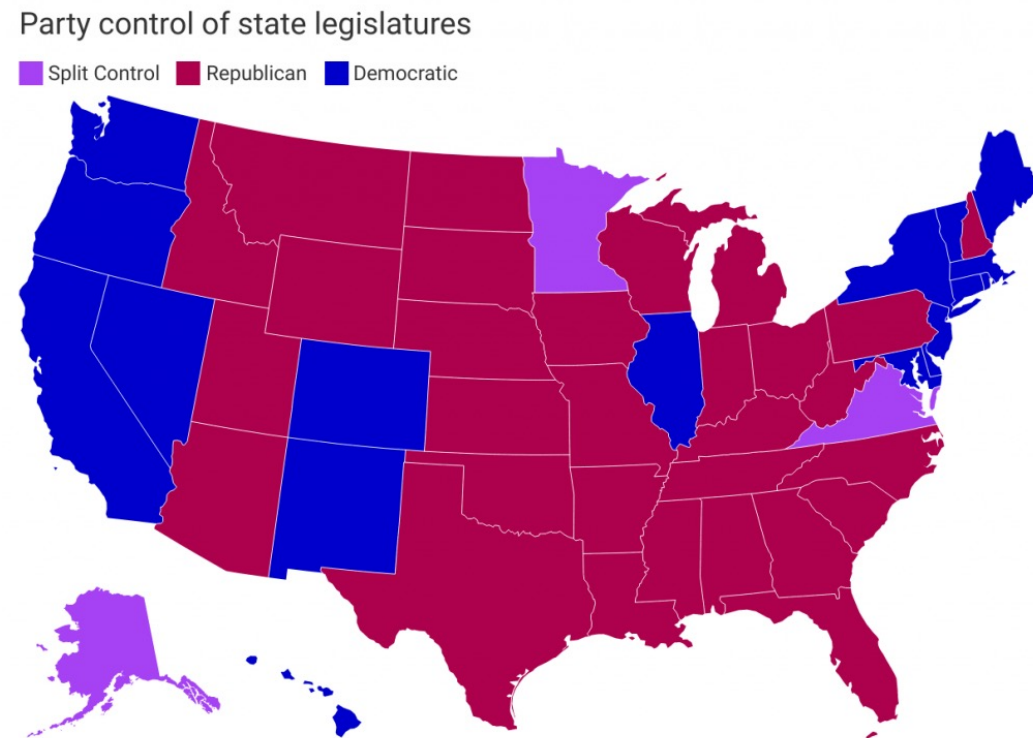 Party control of state legislatures
Split Control Republican Democratic